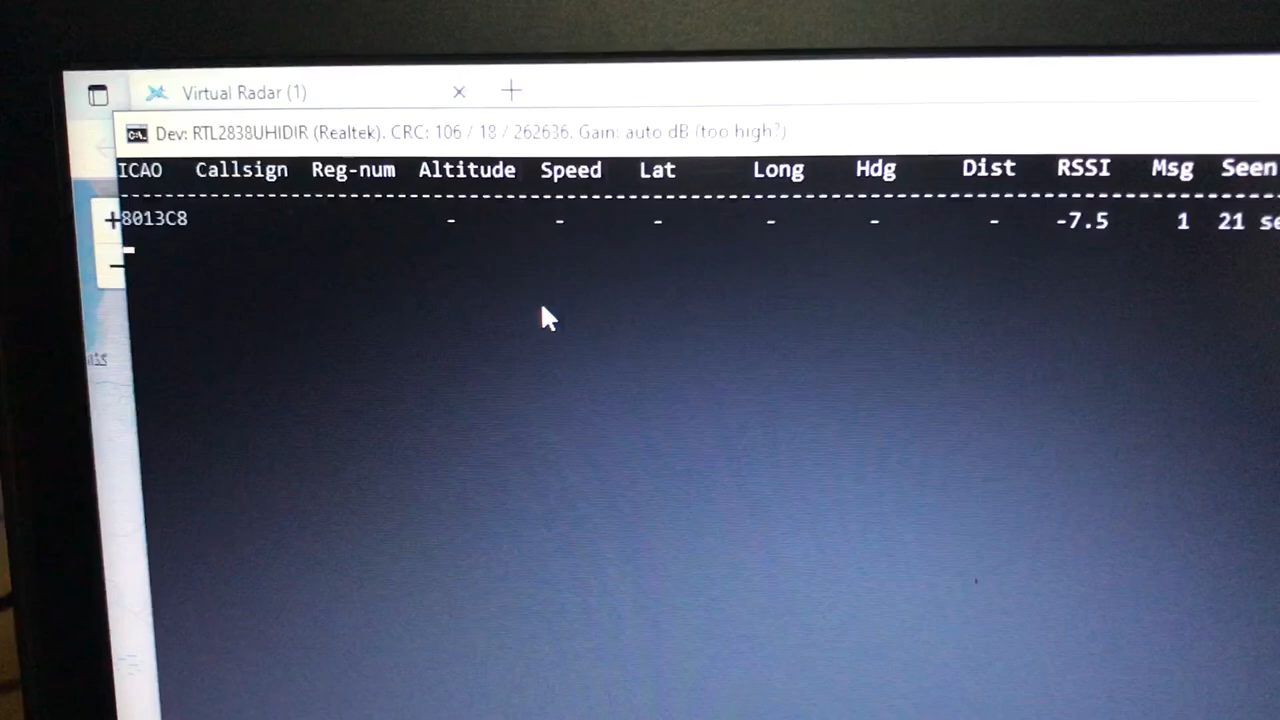 Virtual Radar (1)
Dev: RTL2838UHIDIR (Realtek). CRC: 106 / 18 / 262636. Gain: auto dB (too high?)
ICAO Callsign Reg-num Altitude Speed Lat Long Hdg Dist RSSI Msg Seen
8013C8 - - - - - - -7.5 1 21 se